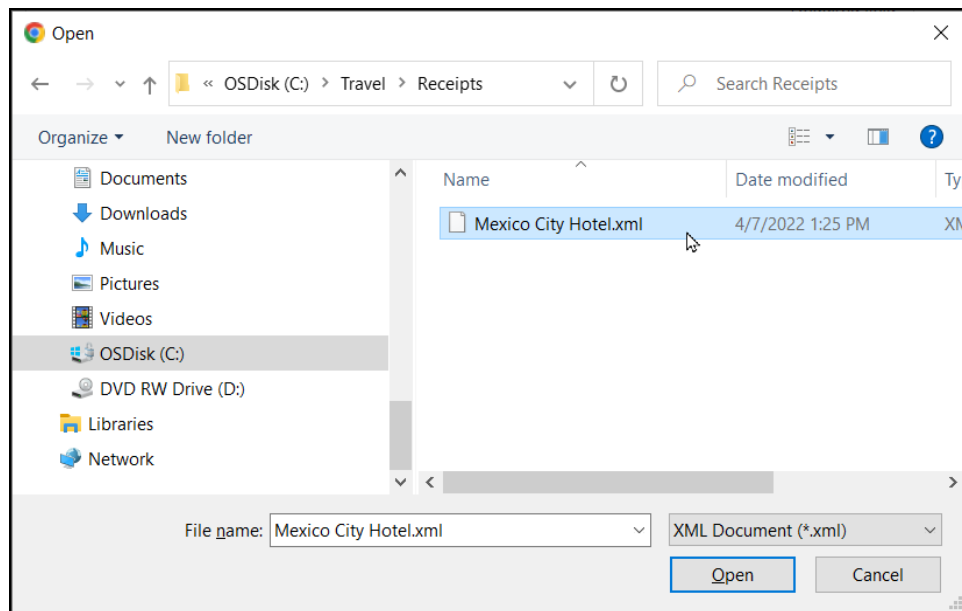 Open
« OSDisk (C:) > Travel > Receipts
Search Receipts
Organize
New folder
Documents
Downloads
Music
Pictures
Videos
OSDisk (C:)
DVD RW Drive (D:)
Libraries
Network
Name Date modified Ty
Mexico City Hotel.xml 4/7/2022 1:25 PM XM
File name: Mexico City Hotel.xml XML Document (*.xml)
Open Cancel